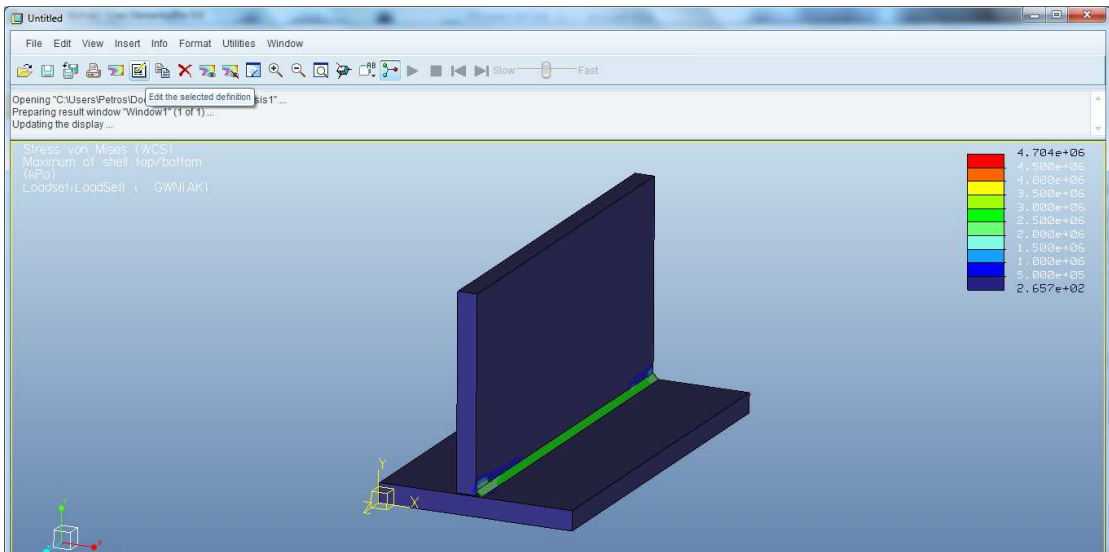 Untitled
File Edit View Insert Info Format Utilities Window
AB
Slow Fast
Opening "C:\Users\Petros\Doc sis1" ...
Edit the selected definition
Preparing result window "Window1" (1 of 1) ...
Updating the display ...
Stress von Mises (WCS)
Maximum of shell top/bottom
(kPa)
Loadset:LoadSet1 : GWNIAKI
4.704e+06
4.500e+06
4.000e+06
3.500e+06
3.000e+06
2.500e+06
2.000e+06
1.500e+06
1.000e+06
5.000e+05
2.657e+02
Y
X
Z
Y
X